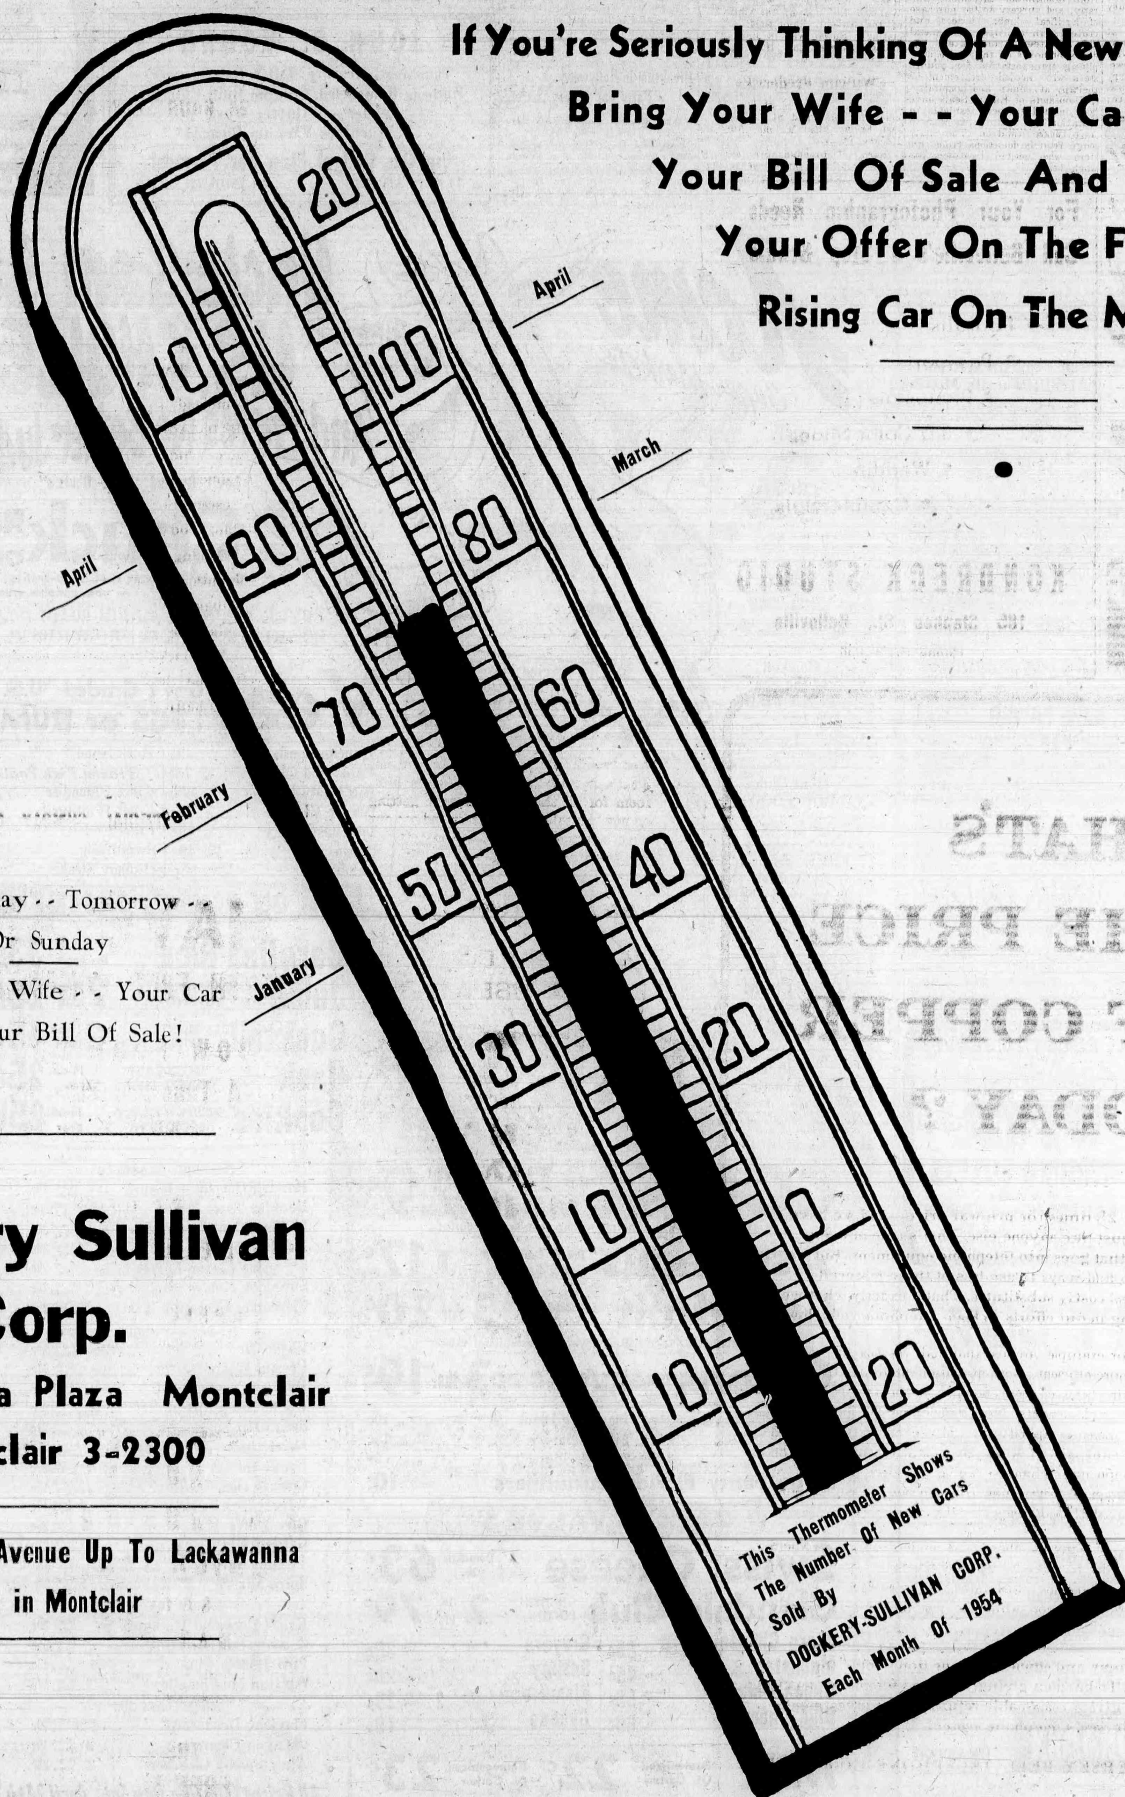 If You're Seriously Thinking Of A New
Bring Your Wife - - Your Ca
Your Bill Of Sale And
Your Offer On The F
Rising Car On The M
20
April
10
100
March
90
80
April
70
60
February
50
40
January
30
20
10
0
10
20
ay - - Tomorrow - -
Or Sunday
Wife - - Your Car
ur Bill Of Sale!
ry Sullivan
Corp.
a Plaza Montclair
clair 3-2300
Avenue Up To Lackawanna
in Montclair
This Thermometer Shows
The Number Of New Cars
Sold By
DOCKERY-SULLIVAN CORP.
Each Month Of 1954